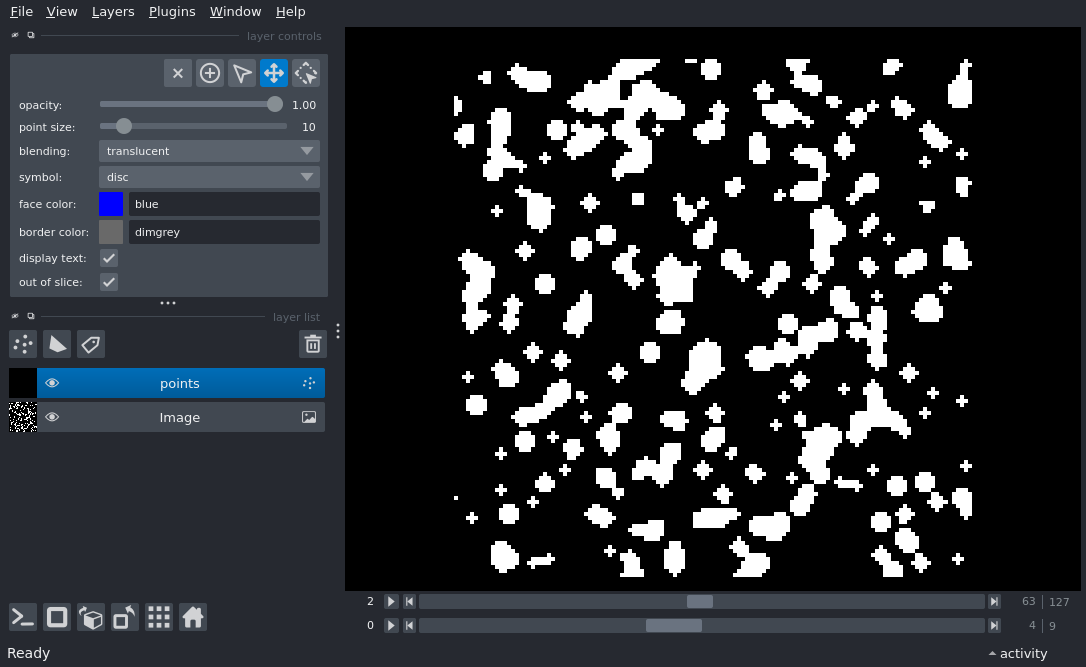 File View Layers Plugins Window Help
layer controls
opacity: 1.00
point size: 10
blending: translucent
symbol: disc
face color: blue
border color: dimgrey
display text:
out of slice:
layer list
points
Image
2 63 127
0 4 9
Ready activity